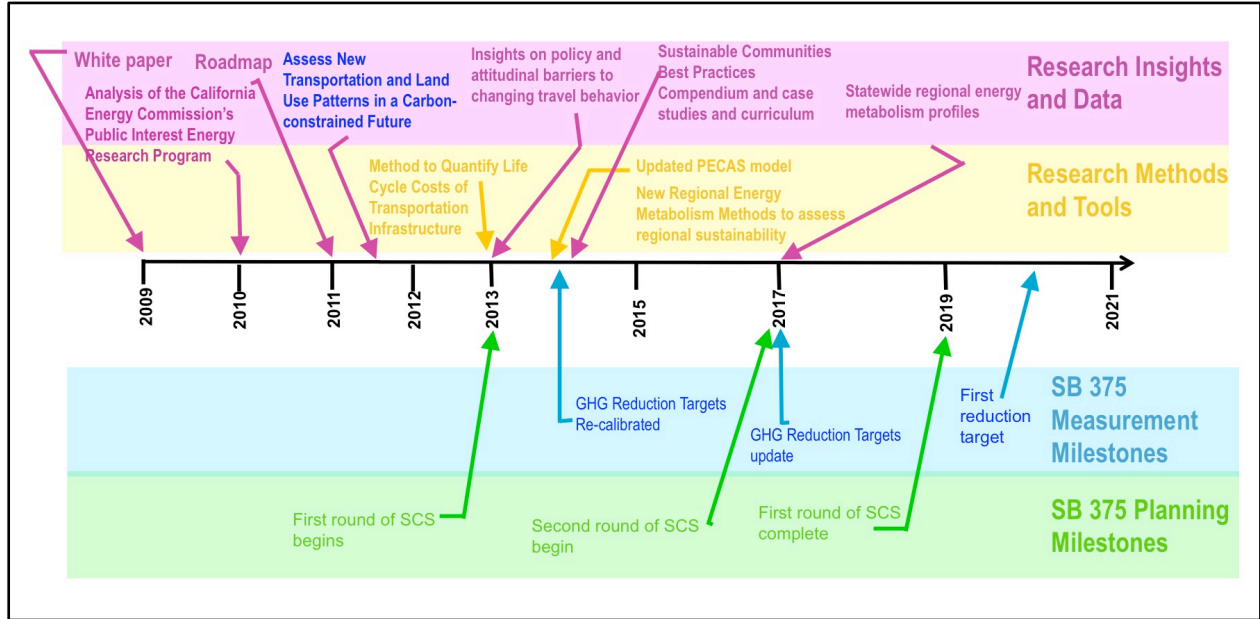 White paper
Analysis of the California
Energy Commission's
Public Interest Energy
Research Program
Roadmap
Assess New
Transportation and Land
Use Patterns in a Carbon-
constrained Future
Insights on policy and
attitudinal barriers to
changing travel behavior
Sustainable Communities
Best Practices
Compendium and case
studies and curriculum
Statewide regional energy
metabolism profiles
Research Insights
and Data
Method to Quantify Life
Cycle Costs of
Transportation
Infrastructure
Updated PECAS model
New Regional Energy
Metabolism Methods to assess
regional sustainability
Research Methods
and Tools
2009
2010
2011
2012
2013
2015
2017
2019
2021
GHG Reduction Targets
Re-calibrated
GHG Reduction Targets
update
First
reduction
target
SB 375
Measurement
Milestones
First round of SCS
begins
Second round of SCS
begin
First round of SCS
complete
SB 375 Planning
Milestones